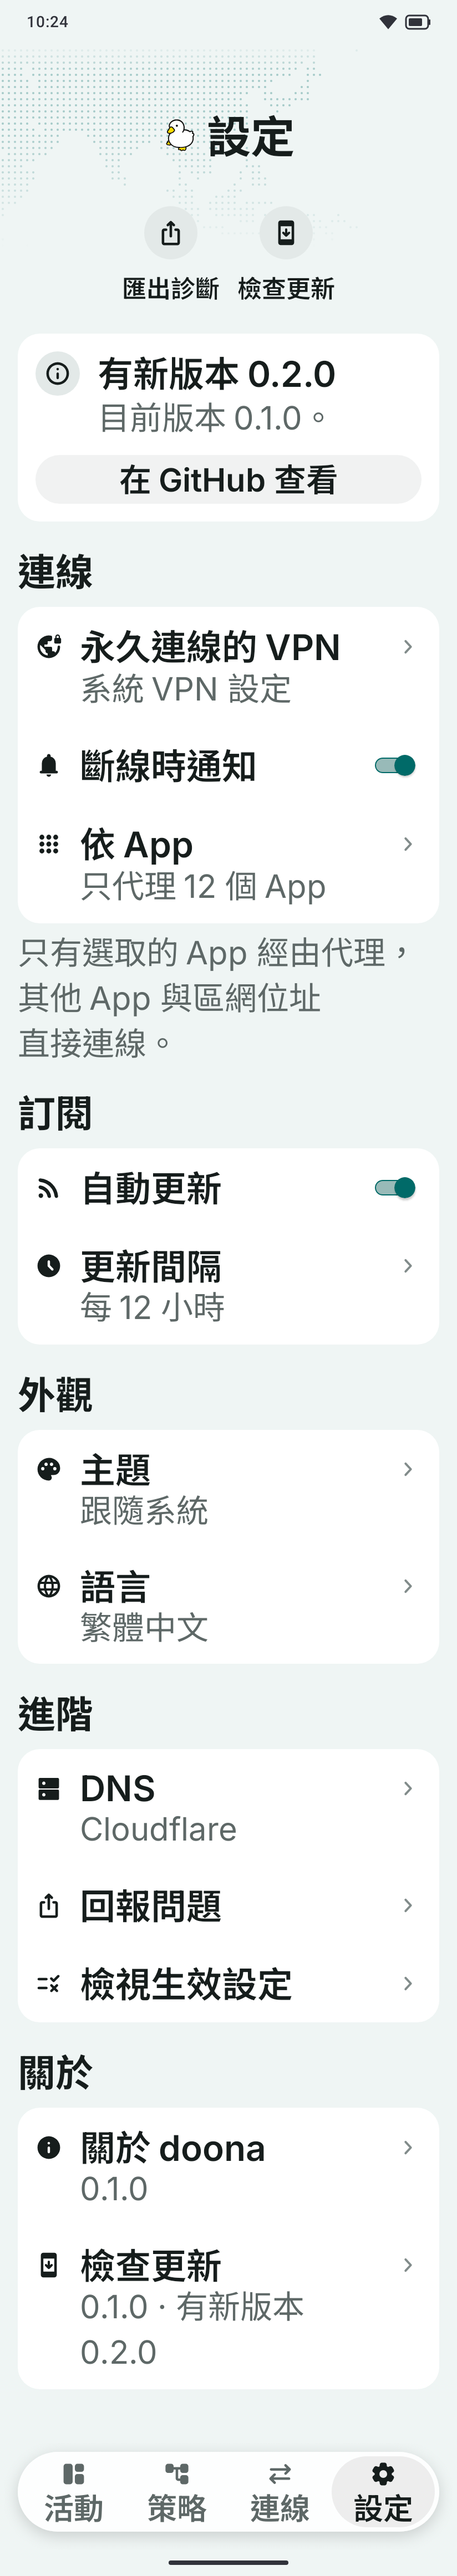 10:24
設定
匯出診斷
檢查更新
有新版本 0.2.0
目前版本 0.1.0。
在 GitHub 查看
連線
永久連線的 VPN
系統 VPN 設定
斷線時通知
依 App
只代理 12 個 App
只有選取的 App 經由代理，
其他 App 與區網位址
直接連線。
訂閱
自動更新
更新間隔
每 12 小時
外觀
主題
跟隨系統
語言
繁體中文
進階
DNS
Cloudflare
回報問題
檢視生效設定
關於
關於 doona
0.1.0
檢查更新
0.1.0 · 有新版本
0.2.0
活動
策略
連線
設定